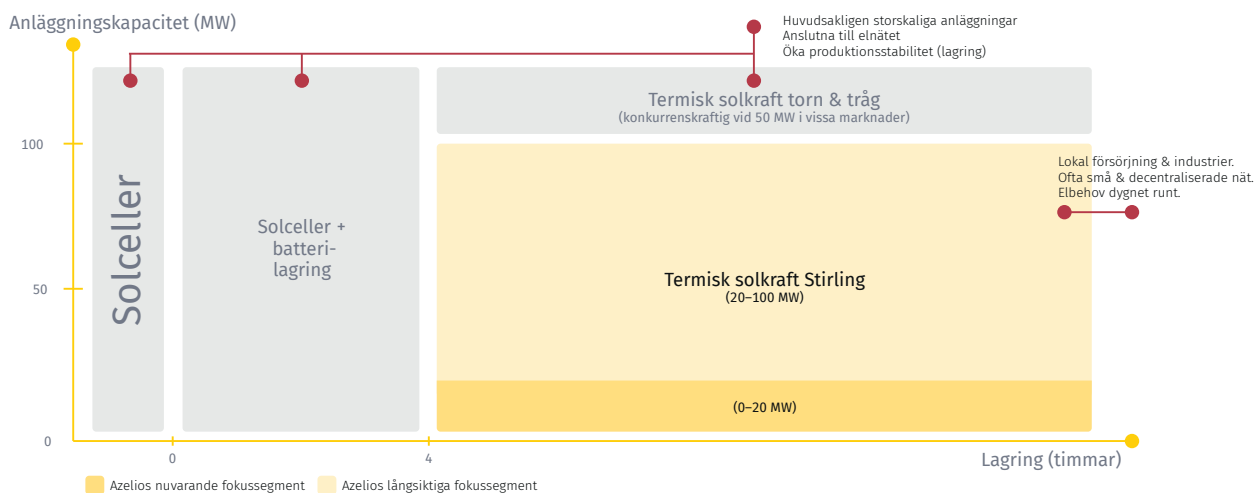 Anläggningskapacitet (MW)
Huvudsakligen storskaliga anläggningar
Anslutna till elnätet
Öka produktionsstabilitet (lagring)
Termisk solkraft torn & tråg
(konkurrenskraftig vid 50 MW i vissa marknader)
100
Lokal försörjning & industrier.
Ofta små & decentraliserade nät.
Elbehov dygnet runt.
Solceller
Solceller +
batteri-
lagring
Termisk solkraft Stirling
(20–100 MW)
50
(0–20 MW)
0
0
4
Lagring (timmar)
Azelios nuvarande fokussegment
Azelios långsiktiga fokussegment